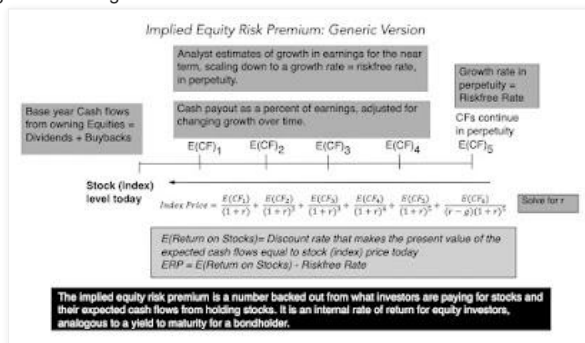 Implied Equity Risk Premium: Generic Version
Analyst estimates of growth in earnings for the near
term, scaling down to a growth rate = riskfree rate,
in perpetuity.
Growth rate in
perpetuity =
Riskfree Rate
Base year Cash flows
from owning Equities =
Dividends + Buybacks
Cash payout as a percent of earnings, adjusted for
changing growth over time.
CFs continue
in perpetuity
E(CF)1 E(CF)2 E(CF)3 E(CF)4 E(CF)5
Stock (index)
level today
Index Price = E(CF1)/(1+r) + E(CF2)/(1+r)^2 + E(CF3)/(1+r)^3 + E(CF4)/(1+r)^4 + E(CF5)/(1+r)^5 + E(CF6)/((r−g)(1+r)^5)
Solve for r
E(Return on Stocks)= Discount rate that makes the present value of the
expected cash flows equal to stock (index) price today
ERP = E(Return on Stocks) - Riskfree Rate
The implied equity risk premium is a number backed out from what investors are paying for stocks and
their expected cash flows from holding stocks. It is an internal rate of return for equity investors,
analogous to a yield to maturity for a bondholder.